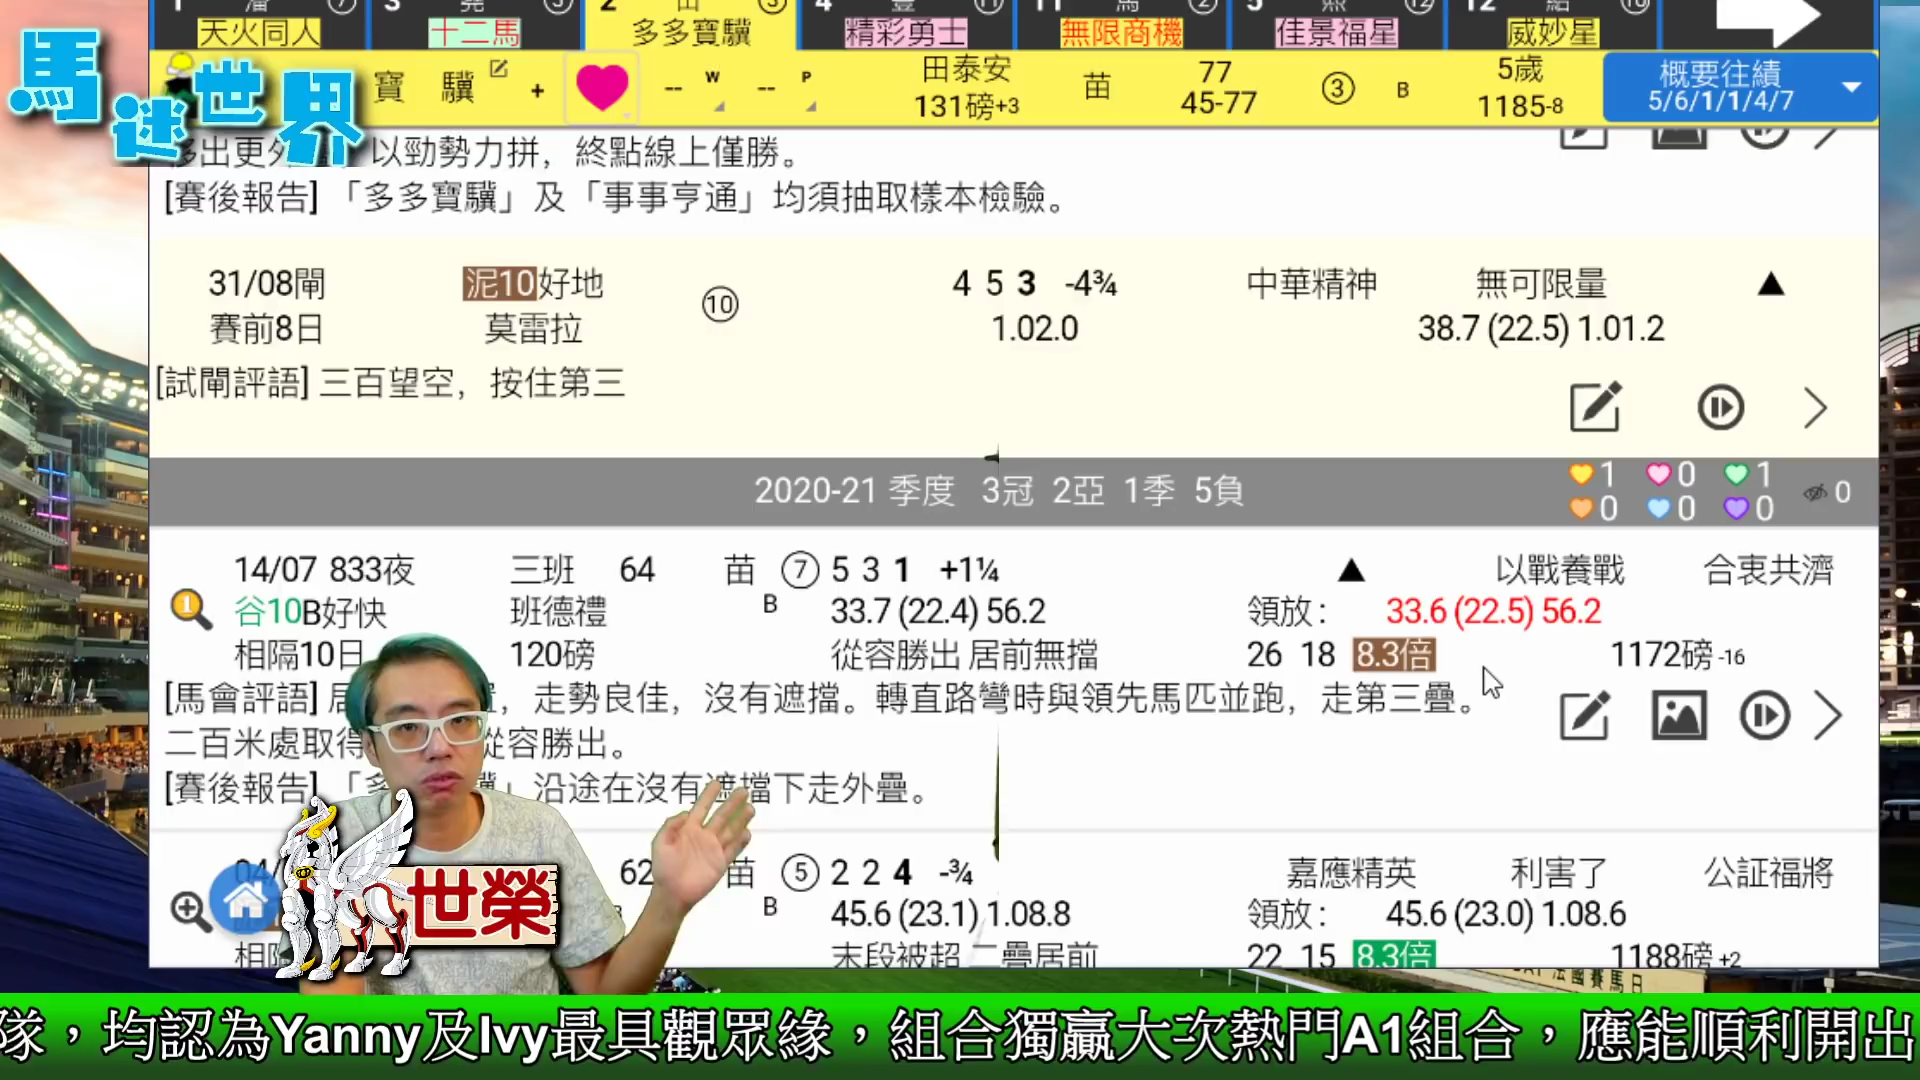 天火同人 十二馬 多多寶驥 精彩勇士 無限商機 佳景福星 威妙星
馬迷世界
寶 驥 + -- W -- P 田泰安 苗 77 ③ B 5歲 概要往績
131磅+3 45-77 1185-8 5/6/1/1/4/7
以勁勢力拼，終點線上僅勝。
[賽後報告]「多多寶驥」及「事事亨通」均須抽取樣本檢驗。
31/08閘 泥10好地 ⑩ 4 5 3 -4¾ 中華精神 無可限量 ▲
賽前8日 莫雷拉 1.02.0 38.7 (22.5) 1.01.2
[試閘評語] 三百望空，按住第三
2020-21 季度 3冠 2亞 1季 5負 1 0 1 0 0 0 0
14/07 833夜 三班 64 苗 ⑦ 5 3 1 +1¼ ▲ 以戰養戰 合衷共濟
谷10B好快 班德禮 B 33.7 (22.4) 56.2 領放： 33.6 (22.5) 56.2
相隔10日 120磅 從容勝出 居前無擋 26 18 8.3倍 1172磅 -16
[馬會評語] 居 ，走勢良佳，沒有遮擋。轉直路彎時與領先馬匹並跑，走第三疊。
二百米處取得 從容勝出。
[賽後報告]「多 驥」沿途在沒有遮擋下走外疊。
04/ 62 苗 ⑤ 2 2 4 -¾ 嘉應精英 利害了 公証福將
B 45.6 (23.1) 1.08.8 領放： 45.6 (23.0) 1.08.6
相隔 末段被超 二疊居前 22 15 8.3倍 1188磅 +2
世榮
隊，均認為Yanny及Ivy最具觀眾緣，組合獨贏大次熱門A1組合，應能順利開出